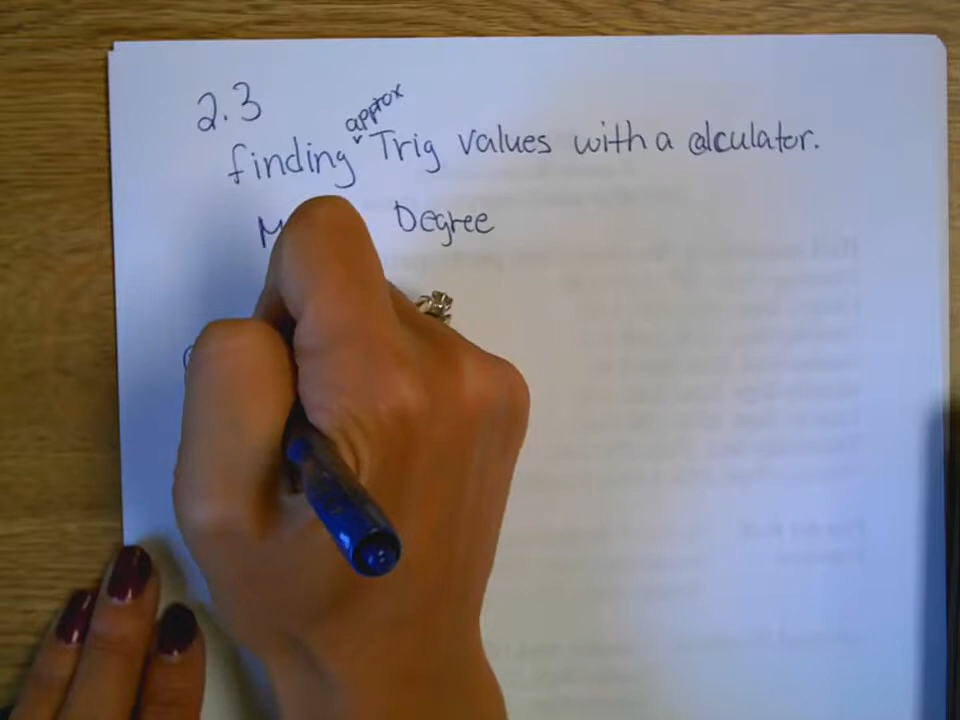 2.3
finding approx Trig values with a calculator.
Degree